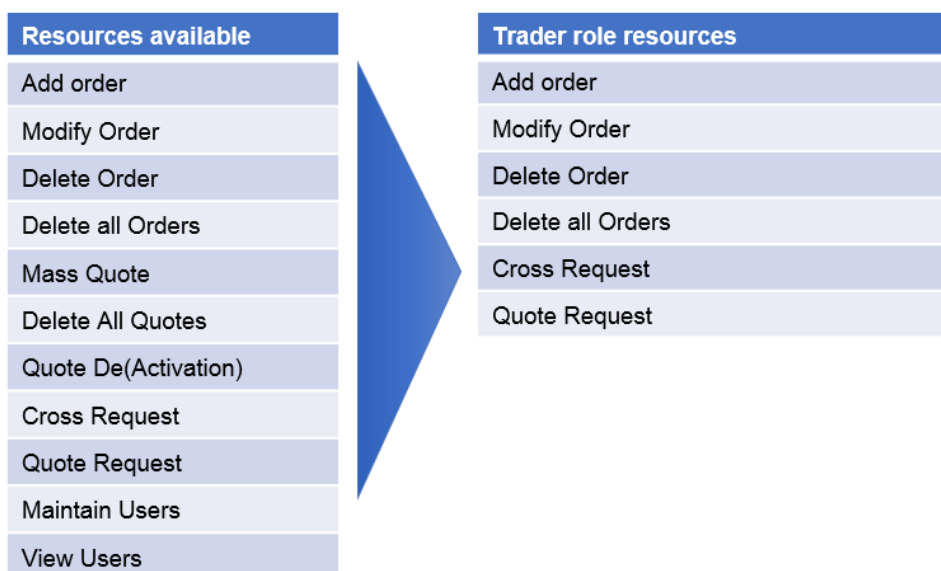 Resources available
Add order
Modify Order
Delete Order
Delete all Orders
Mass Quote
Delete All Quotes
Quote De(Activation)
Cross Request
Quote Request
Maintain Users
View Users
Trader role resources
Add order
Modify Order
Delete Order
Delete all Orders
Cross Request
Quote Request